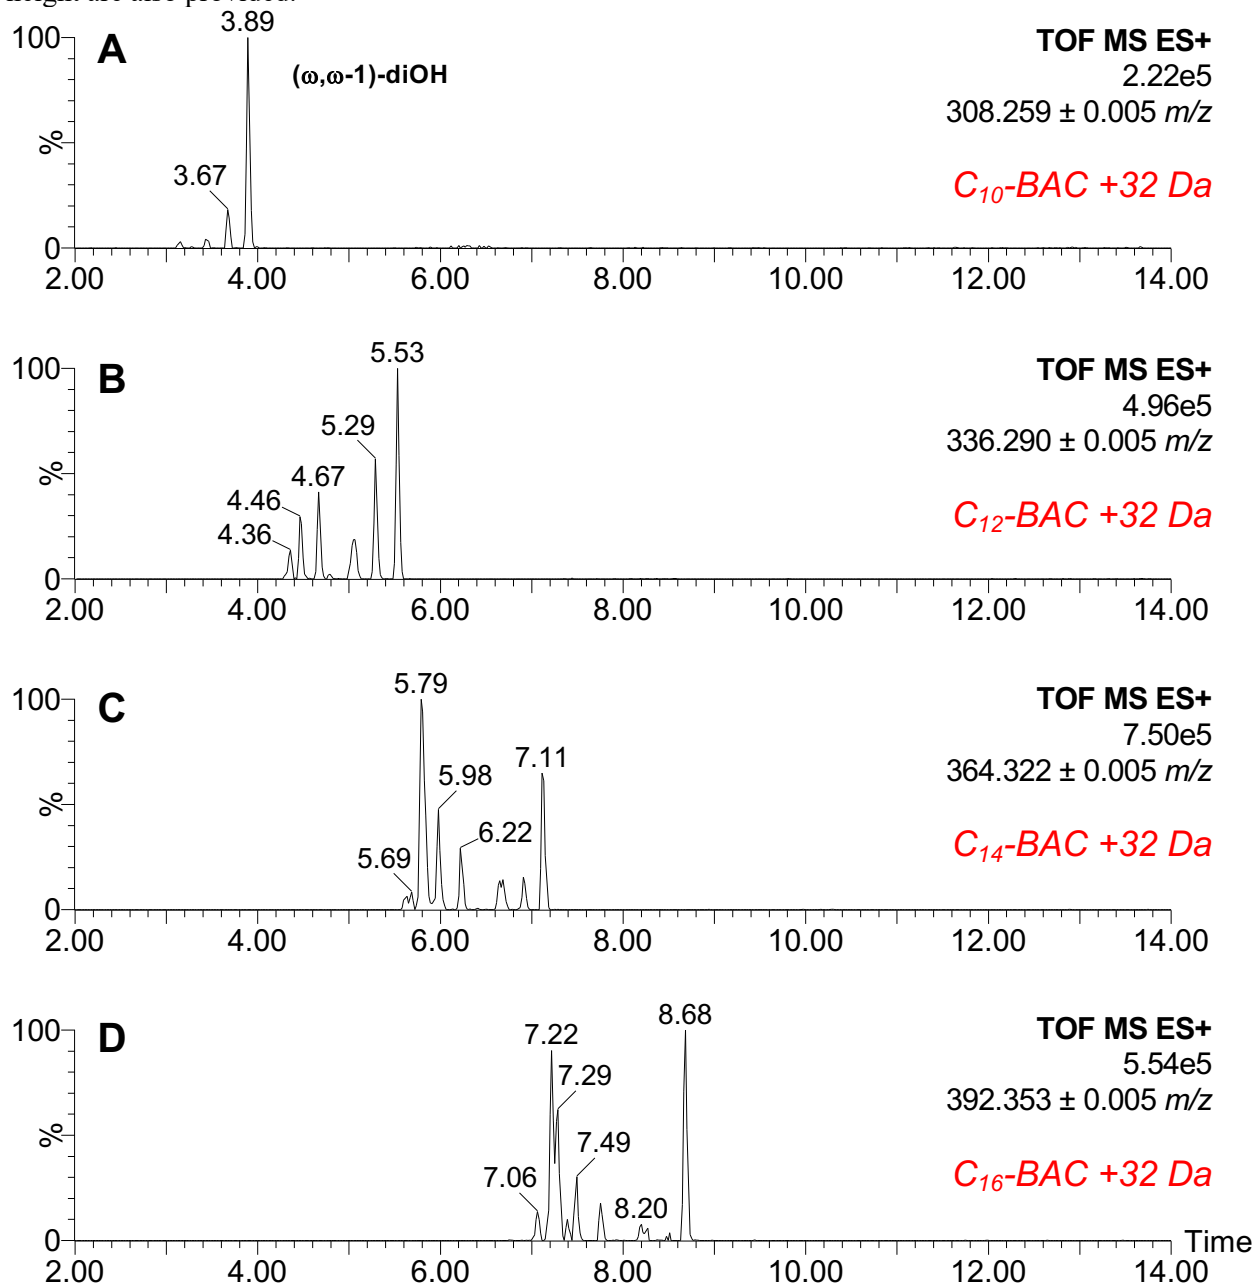 height are also provided.
A
3.89
(ω,ω-1)-diOH
3.67
TOF MS ES+
2.22e5
308.259 ± 0.005 m/z
C10-BAC +32 Da
100
%
0
2.00 4.00 6.00 8.00 10.00 12.00 14.00
B
5.53
5.29
4.67
4.46
4.36
TOF MS ES+
4.96e5
336.290 ± 0.005 m/z
C12-BAC +32 Da
100
%
0
2.00 4.00 6.00 8.00 10.00 12.00 14.00
C
5.79
7.11
5.98
6.22
5.69
TOF MS ES+
7.50e5
364.322 ± 0.005 m/z
C14-BAC +32 Da
100
%
0
2.00 4.00 6.00 8.00 10.00 12.00 14.00
D
8.68
7.22
7.29
7.49
7.06
8.20
TOF MS ES+
5.54e5
392.353 ± 0.005 m/z
C16-BAC +32 Da
100
%
0
Time
2.00 4.00 6.00 8.00 10.00 12.00 14.00